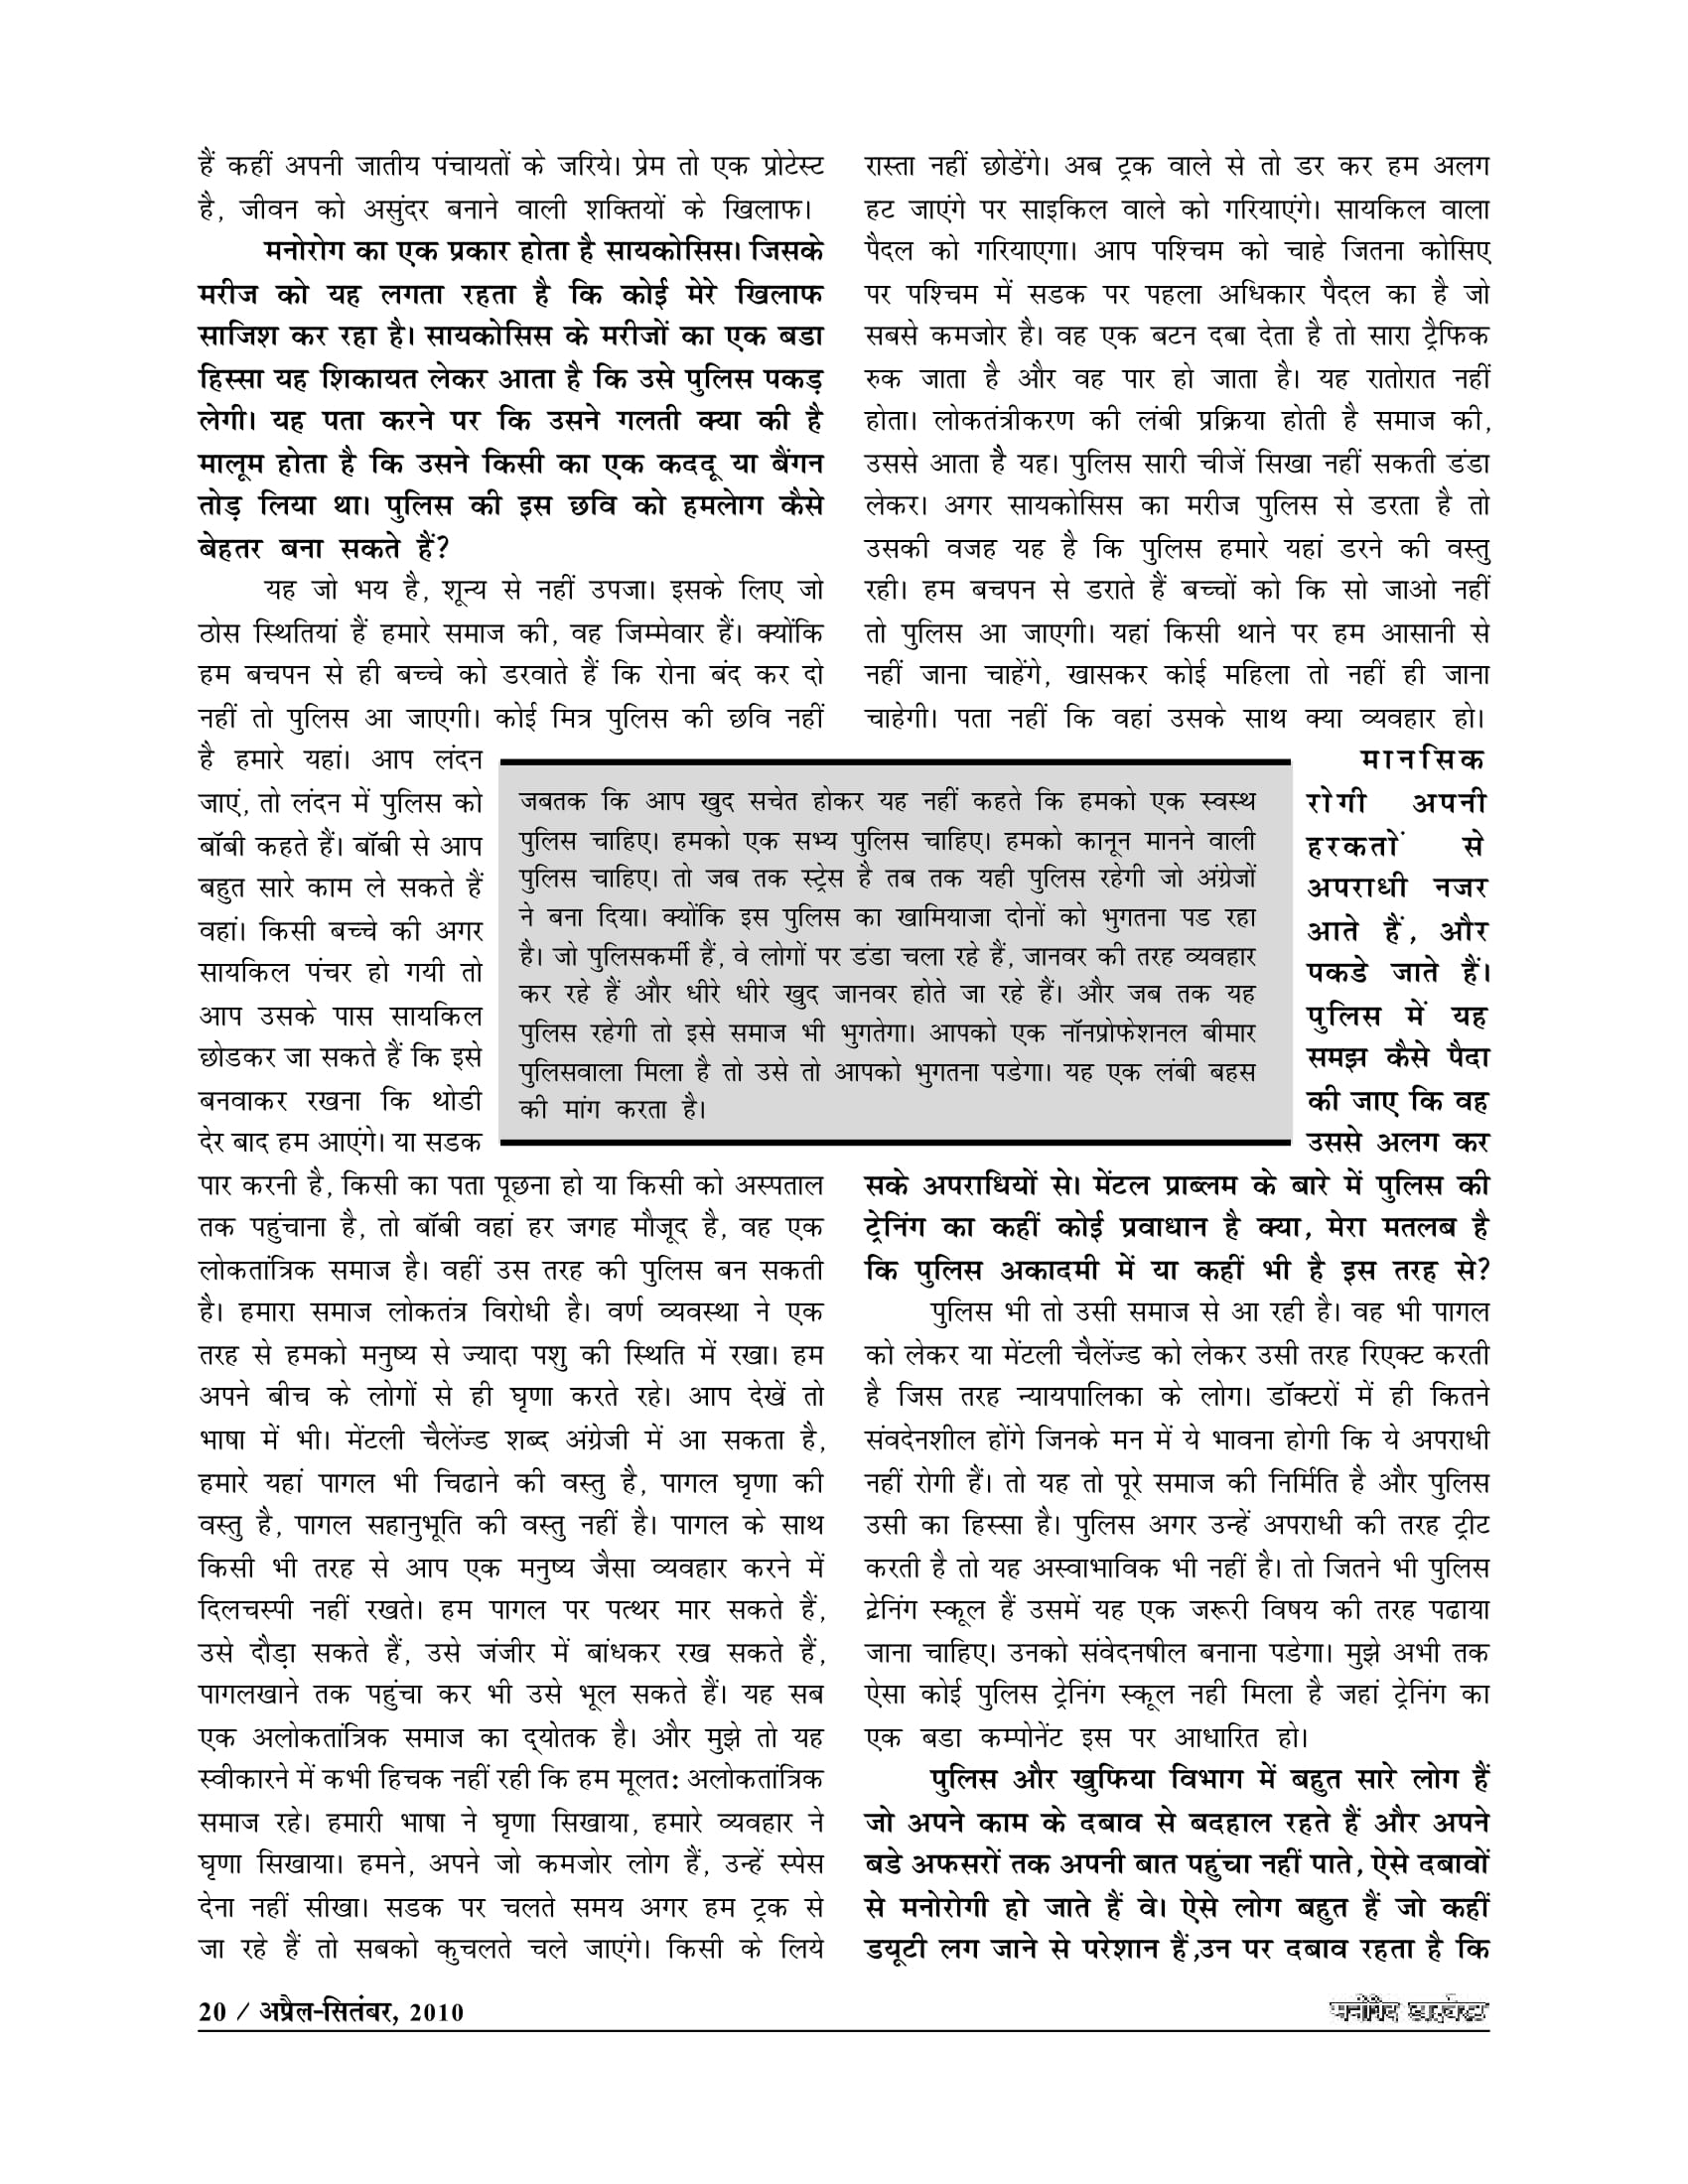 हैं कहीं अपनी जातीय पंचायतों के जरिये। प्रेम तो एक प्रोटेस्ट
है, जीवन को असुंदर बनाने वाली शक्तियों के खिलाफ।
मनोरोग का एक प्रकार होता है सायकोसिस। जिसके
मरीज को यह लगता रहता है कि कोई मेरे खिलाफ
साजिश कर रहा है। सायकोसिस के मरीजों का एक बडा
हिस्सा यह शिकायत लेकर आता है कि उसे पुलिस पकड़
लेगी। यह पता करने पर कि उसने गलती क्या की है
मालूम होता है कि उसने किसी का एक कददू या बैंगन
तोड़ लिया था। पुलिस की इस छवि को हमलेाग कैसे
बेहतर बना सकते हैं?
यह जो भय है, शून्य से नहीं उपजा। इसके लिए जो
ठोस स्थितियां हैं हमारे समाज की, वह जिम्मेवार हैं। क्योंकि
हम बचपन से ही बच्चे को डरवाते हैं कि रोना बंद कर दो
नहीं तो पुलिस आ जाएगी। कोई मित्र पुलिस की छवि नहीं
है हमारे यहां। आप लंदन
जाएं, तो लंदन में पुलिस को
बॉबी कहते हैं। बॉबी से आप
बहुत सारे काम ले सकते हैं
वहां। किसी बच्चे की अगर
सायकिल पंचर हो गयी तो
आप उसके पास सायकिल
छोडकर जा सकते हैं कि इसे
बनवाकर रखना कि थोडी
देर बाद हम आएंगे। या सडक
पार करनी है, किसी का पता पूछना हो या किसी को अस्पताल
तक पहुंचाना है, तो बॉबी वहां हर जगह मौजूद है, वह एक
लोकतांत्रिक समाज है। वहीं उस तरह की पुलिस बन सकती
है। हमारा समाज लोकतंत्र विरोधी है। वर्ण व्यवस्था ने एक
तरह से हमको मनुष्य से ज्यादा पशु की स्थिति में रखा। हम
अपने बीच के लोगों से ही घृणा करते रहे। आप देखें तो
भाषा में भी। मेंटली चैलेंज्ड शब्द अंग्रेजी में आ सकता है,
हमारे यहां पागल भी चिढाने की वस्तु है, पागल घृणा की
वस्तु है, पागल सहानुभूति की वस्तु नहीं है। पागल के साथ
किसी भी तरह से आप एक मनुष्य जैसा व्यवहार करने में
दिलचस्पी नहीं रखते। हम पागल पर पत्थर मार सकते हैं,
उसे दौड़ा सकते हैं, उसे जंजीर में बांधकर रख सकते हैं,
पागलखाने तक पहुंचा कर भी उसे भूल सकते हैं। यह सब
एक अलोकतांत्रिक समाज का द्योतक है। और मुझे तो यह
स्वीकारने में कभी हिचक नहीं रही कि हम मूलत: अलोकतांत्रिक
समाज रहे। हमारी भाषा ने घृणा सिखाया, हमारे व्यवहार ने
घृणा सिखाया। हमने, अपने जो कमजोर लोग हैं, उन्हें स्पेस
देना नहीं सीखा। सडक पर चलते समय अगर हम ट्रक से
जा रहे हैं तो सबको कुचलते चले जाएंगे। किसी के लिये
रास्ता नहीं छोडेंगे। अब ट्रक वाले से तो डर कर हम अलग
हट जाएंगे पर साइकिल वाले को गरियाएंगे। सायकिल वाला
पैदल को गरियाएगा। आप पश्चिम को चाहे जितना कोसिए
पर पश्चिम में सडक पर पहला अधिकार पैदल का है जो
सबसे कमजोर है। वह एक बटन दबा देता है तो सारा ट्रैफिक
रुक जाता है और वह पार हो जाता है। यह रातोरात नहीं
होता। लोकतंत्रीकरण की लंबी प्रक्रिया होती है समाज की,
उससे आता है यह। पुलिस सारी चीजें सिखा नहीं सकती डंडा
लेकर। अगर सायकोसिस का मरीज पुलिस से डरता है तो
उसकी वजह यह है कि पुलिस हमारे यहां डरने की वस्तु
रही। हम बचपन से डराते हैं बच्चों को कि सो जाओ नहीं
तो पुलिस आ जाएगी। यहां किसी थाने पर हम आसानी से
नहीं जाना चाहेंगे, खासकर कोई महिला तो नहीं ही जाना
चाहेगी। पता नहीं कि वहां उसके साथ क्या व्यवहार हो।
जबतक कि आप खुद सचेत होकर यह नहीं कहते कि हमको एक स्वस्थ
पुलिस चाहिए। हमको एक सभ्य पुलिस चाहिए। हमको कानून मानने वाली
पुलिस चाहिए। तो जब तक स्ट्रेस है तब तक यही पुलिस रहेगी जो अंग्रेजों
ने बना दिया। क्योंकि इस पुलिस का खामियाजा दोनों को भुगतना पड रहा
है। जो पुलिसकर्मी हैं, वे लोगों पर डंडा चला रहे हैं, जानवर की तरह व्यवहार
कर रहे हैं और धीरे धीरे खुद जानवर होते जा रहे हैं। और जब तक यह
पुलिस रहेगी तो इसे समाज भी भुगतेगा। आपको एक नॉनप्रोफेशनल बीमार
पुलिसवाला मिला है तो उसे तो आपको भुगतना पडेगा। यह एक लंबी बहस
की मांग करता है।
मानसिक
रोगी अपनी
हरकतों से
अपराधी नजर
आते हैं, और
पकडे जाते हैं।
पुलिस में यह
समझ कैसे पैदा
की जाए कि वह
उससे अलग कर
सके अपराधियों से। मेंटल प्राब्लम के बारे में पुलिस की
ट्रेनिंग का कहीं कोई प्रवाधान है क्या, मेरा मतलब है
कि पुलिस अकादमी में या कहीं भी है इस तरह से?
पुलिस भी तो उसी समाज से आ रही है। वह भी पागल
को लेकर या मेंटली चैलेंज्ड को लेकर उसी तरह रिएक्ट करती
है जिस तरह न्यायपालिका के लोग। डॉक्टरों में ही कितने
संवदेनशील होंगे जिनके मन में ये भावना होगी कि ये अपराधी
नहीं रोगी हैं। तो यह तो पूरे समाज की निर्मिति है और पुलिस
उसी का हिस्सा है। पुलिस अगर उन्हें अपराधी की तरह ट्रीट
करती है तो यह अस्वाभाविक भी नहीं है। तो जितने भी पुलिस
ट्रेनिंग स्कूल हैं उसमें यह एक जरूरी विषय की तरह पढाया
जाना चाहिए। उनको संवेदनषील बनाना पडेगा। मुझे अभी तक
ऐसा कोई पुलिस ट्रेनिंग स्कूल नही मिला है जहां ट्रेनिंग का
एक बडा कम्पोनेंट इस पर आधारित हो।
पुलिस और खुफिया विभाग में बहुत सारे लोग हैं
जो अपने काम के दबाव से बदहाल रहते हैं और अपने
बडे अफसरों तक अपनी बात पहुंचा नहीं पाते, ऐसे दबावों
से मनोरोगी हो जाते हैं वे। ऐसे लोग बहुत हैं जो कहीं
डयूटी लग जाने से परेशान हैं,उन पर दबाव रहता है कि
20 / अप्रैल-सितंबर, 2010